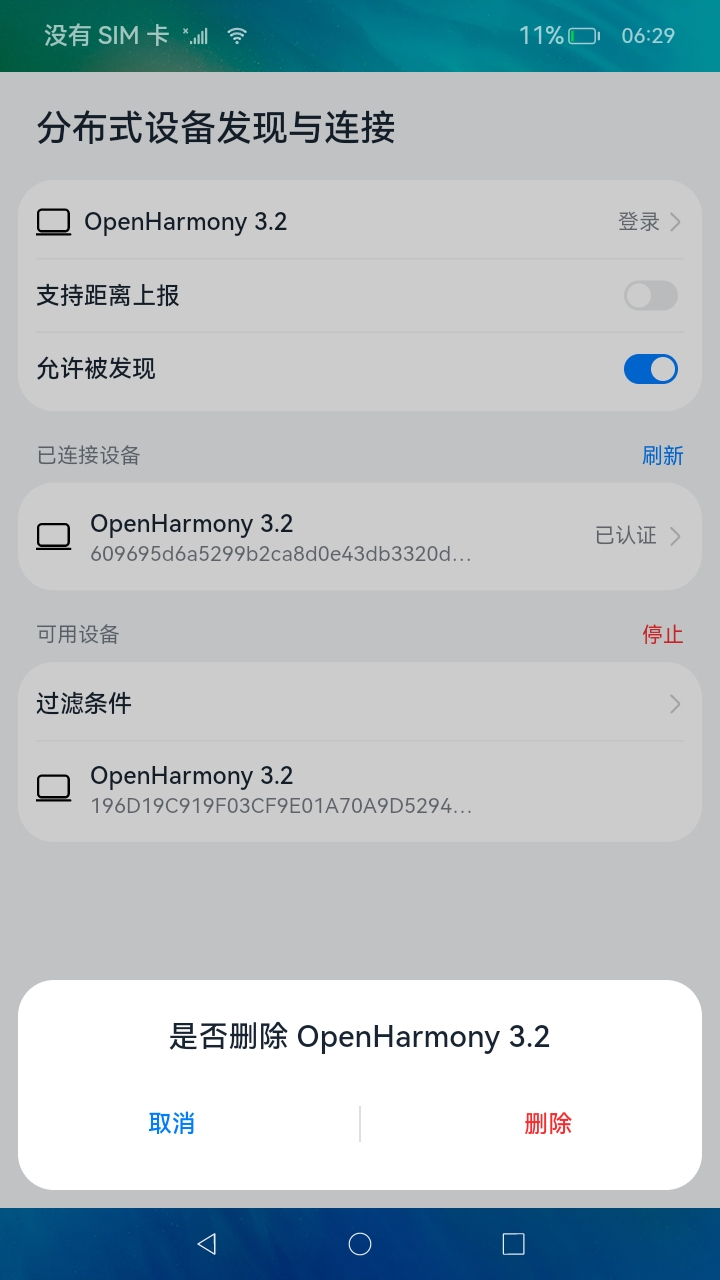 没有 SIM 卡
11%
06:29
分布式设备发现与连接
OpenHarmony 3.2
登录
支持距离上报
允许被发现
已连接设备
刷新
OpenHarmony 3.2
已认证
609695d6a5299b2ca8d0e43db3320d...
可用设备
停止
过滤条件
OpenHarmony 3.2
196D19C919F03CF9E01A70A9D5294...
是否删除 OpenHarmony 3.2
取消
删除